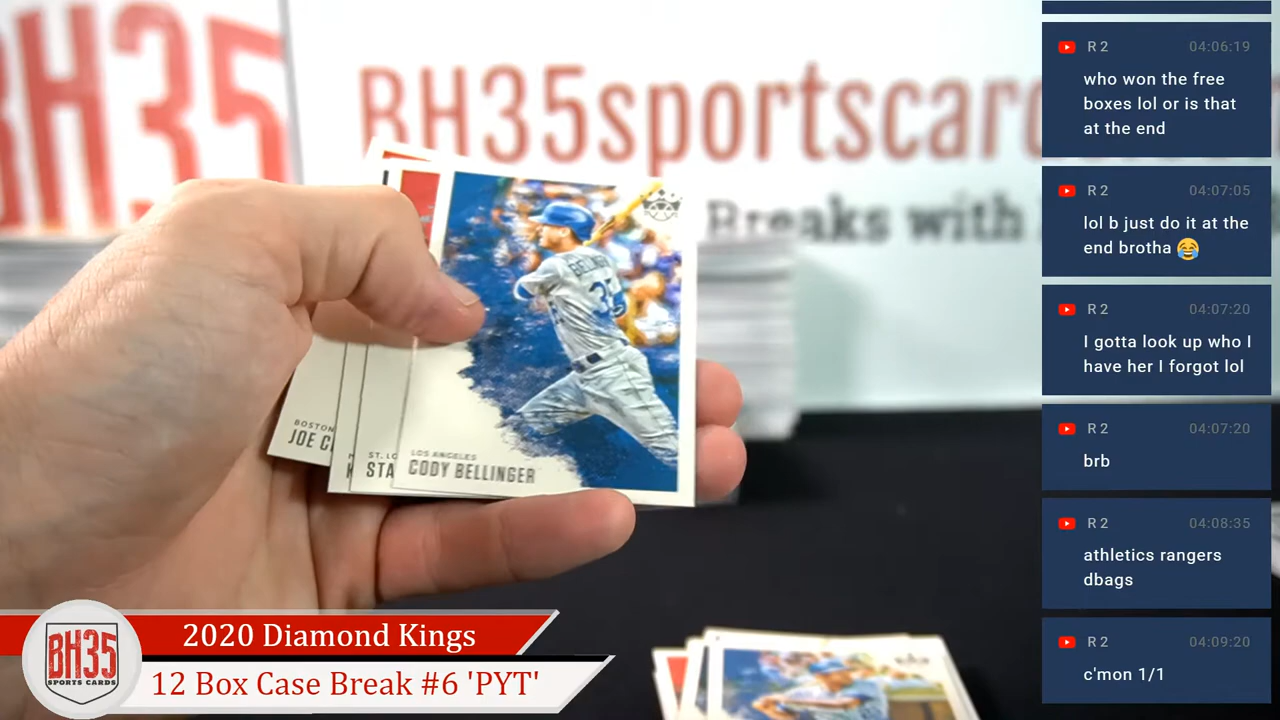 BH35
BH35sportscard
Breaks with
BOSTON
JOE C
ST. L
STA
LOS ANGELES
CODY BELLINGER
35
BH35
SPORTS CARDS
2020 Diamond Kings
12 Box Case Break #6 'PYT'
R 2 04:06:19
who won the free
boxes lol or is that
at the end
R 2 04:07:05
lol b just do it at the
end brotha 😂
R 2 04:07:20
I gotta look up who I
have her I forgot lol
R 2 04:07:20
brb
R 2 04:08:35
athletics rangers
dbags
R 2 04:09:20
c'mon 1/1